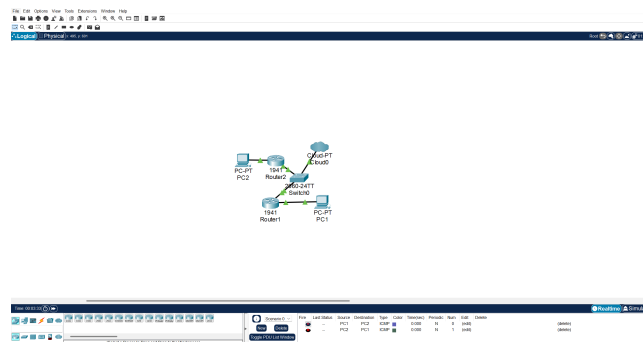 File Edit Options View Tools Extensions Window Help
Logical Physical
Root
Cloud-PT
Cloud0
PC-PT
PC2
1941
Router2
2960-24TT
Switch0
1941
Router1
PC-PT
PC1
Realtime
Scenario 0
New Delete
Toggle PDU List Window
Fire Last Status Source Destination Type Color Time(sec) Periodic Num Edit Delete
-- PC1 PC2 ICMP 0.000 N 0 (edit) (delete)
-- PC2 PC1 ICMP 0.000 N 1 (edit) (delete)